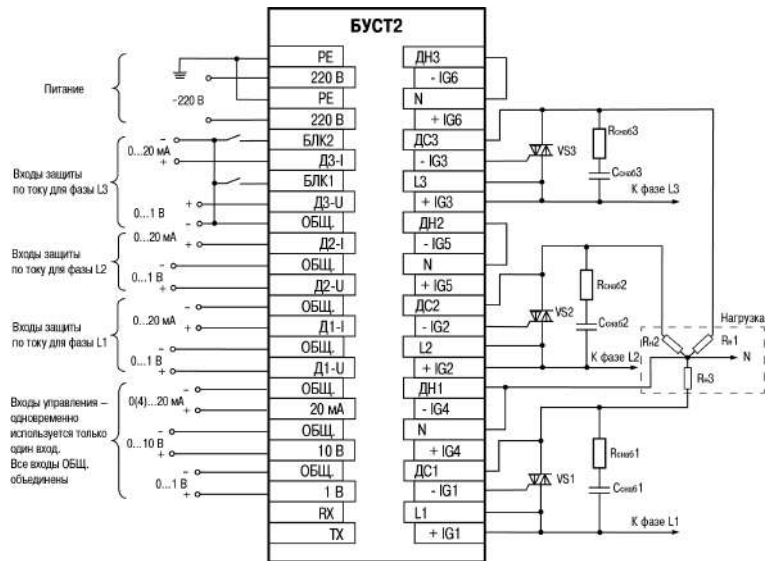 БУСТ2
Питание
~220 В
Входы защиты
по току для фазы L3
- 0...20 мА +
0...1 В + -
Входы защиты
по току для фазы L2
0...20 мА +
- 0...1 В +
Входы защиты
по току для фазы L1
- 0...20 мА +
- 0...1 В +
Входы управления –
одновременно
используется только
один вход.
Все входы ОБЩ.
объединены
- 0(4)...20 мА +
- 0...10 В +
- 0...1 В +
PE
220 В
PE
220 В
БЛК2
Д3-I
БЛК1
Д3-U
ОБЩ.
Д2-I
ОБЩ.
Д2-U
ОБЩ.
Д1-I
ОБЩ.
Д1-U
ОБЩ.
20 мА
ОБЩ.
10 В
ОБЩ.
1 В
RX
TX
ДН3
- IG6
N
+ IG6
ДС3
- IG3
L3
+ IG3
ДН2
- IG5
N
+ IG5
ДС2
- IG2
L2
+ IG2
ДН1
- IG4
N
+ IG4
ДС1
- IG1
L1
+ IG1
VS3
Rснаб3
Cснаб3
К фазе L3
VS2
Rснаб2
Cснаб2
К фазе L2
Нагрузка
Rн2
Rн1
N
Rн3
VS1
Rснаб1
Cснаб1
К фазе L1